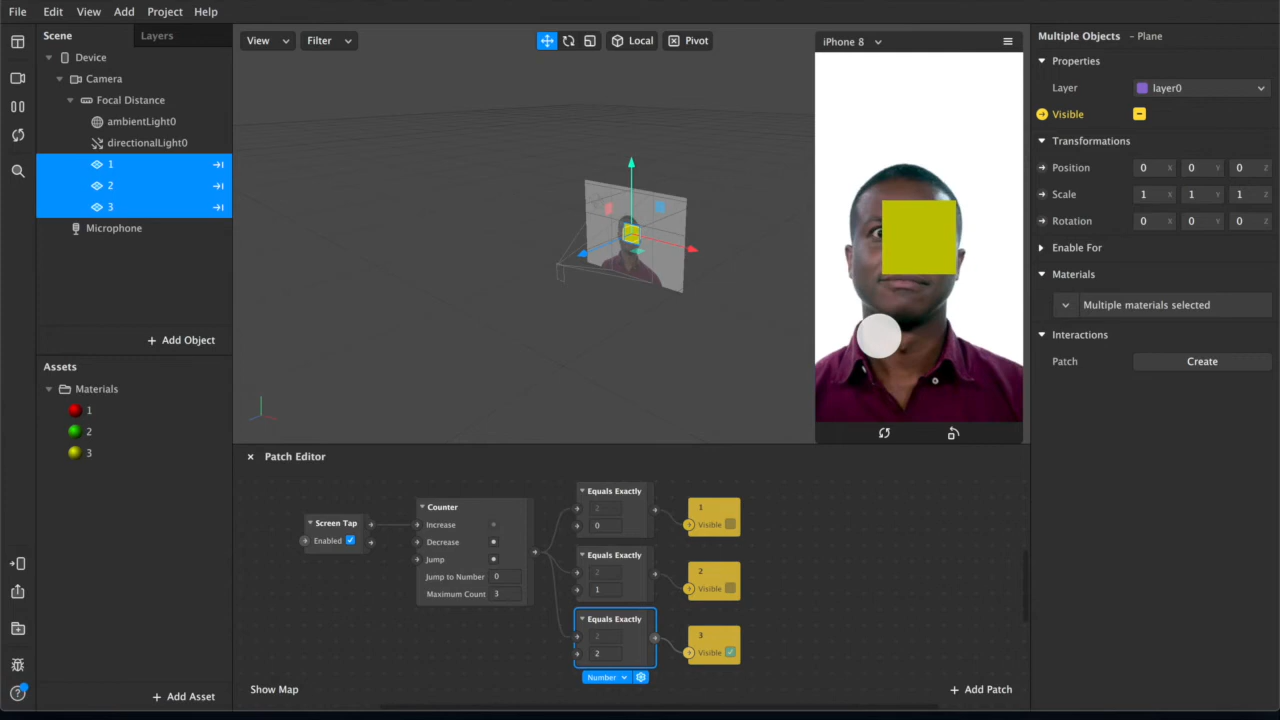 File Edit View Add Project Help
Scene Layers
Device
Camera
Focal Distance
ambientLight0
directionalLight0
1
2
3
Microphone
+ Add Object
Assets
Materials
1
2
3
+ Add Asset
View Filter Local Pivot
iPhone 8
Multiple Objects - Plane
Properties
Layer layer0
Visible
Transformations
Position 0 X 0 Y 0 Z
Scale 1 X 1 Y 1 Z
Rotation 0 X 0 Y 0 Z
Enable For
Materials
Multiple materials selected
Interactions
Patch Create
Patch Editor
Screen Tap
Enabled
Counter
Increase
Decrease
Jump
Jump to Number 0
Maximum Count 3
Equals Exactly
2
0
1
Visible
Equals Exactly
2
1
2
Visible
Equals Exactly
2
2
3
Visible
Number
Show Map
+ Add Patch